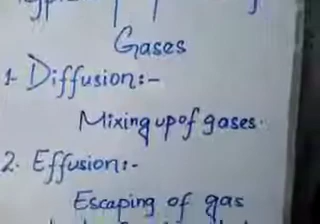 Gases
1. Diffusion:-
Mixing up of gases.
2. Effusion:-
Escaping of gas